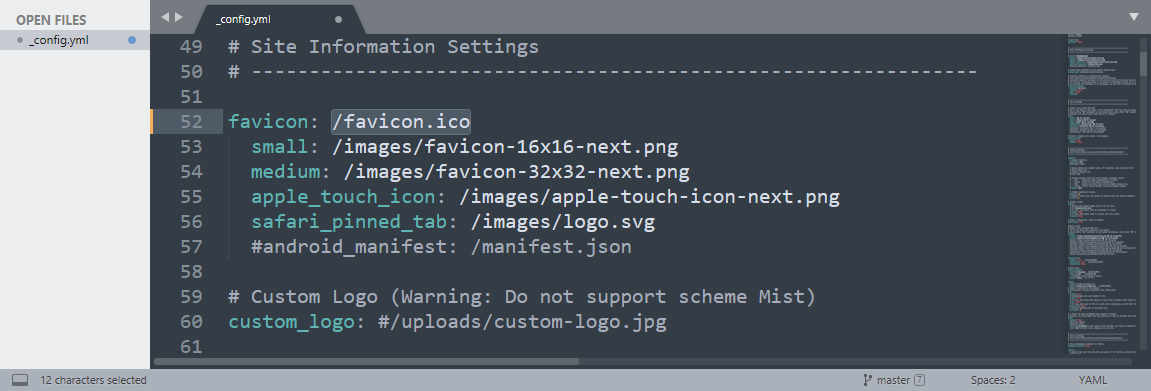 OPEN FILES
_config.yml
_config.yml
49 # Site Information Settings
50 # ---------------------------------------------------------------
51
52 favicon: /favicon.ico
53 small: /images/favicon-16x16-next.png
54 medium: /images/favicon-32x32-next.png
55 apple_touch_icon: /images/apple-touch-icon-next.png
56 safari_pinned_tab: /images/logo.svg
57 #android_manifest: /manifest.json
58
59 # Custom Logo (Warning: Do not support scheme Mist)
60 custom_logo: #/uploads/custom-logo.jpg
61
12 characters selected
master 7
Spaces: 2
YAML